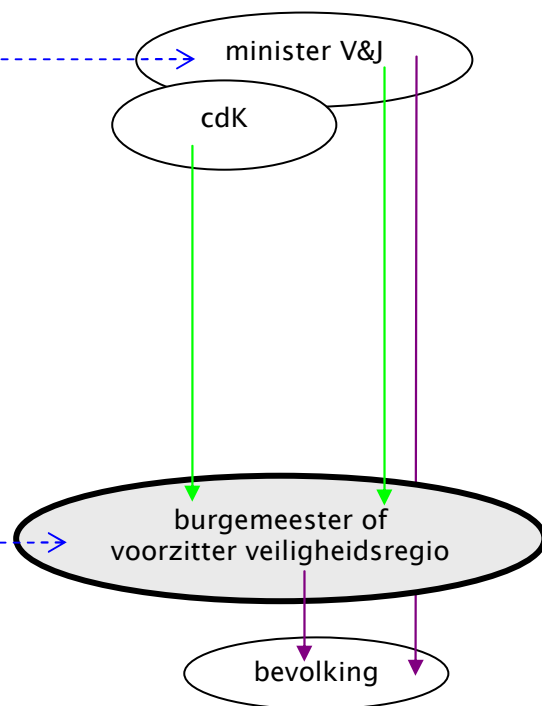 minister V&J
cdK
burgemeester of
voorzitter veiligheidsregio
bevolking